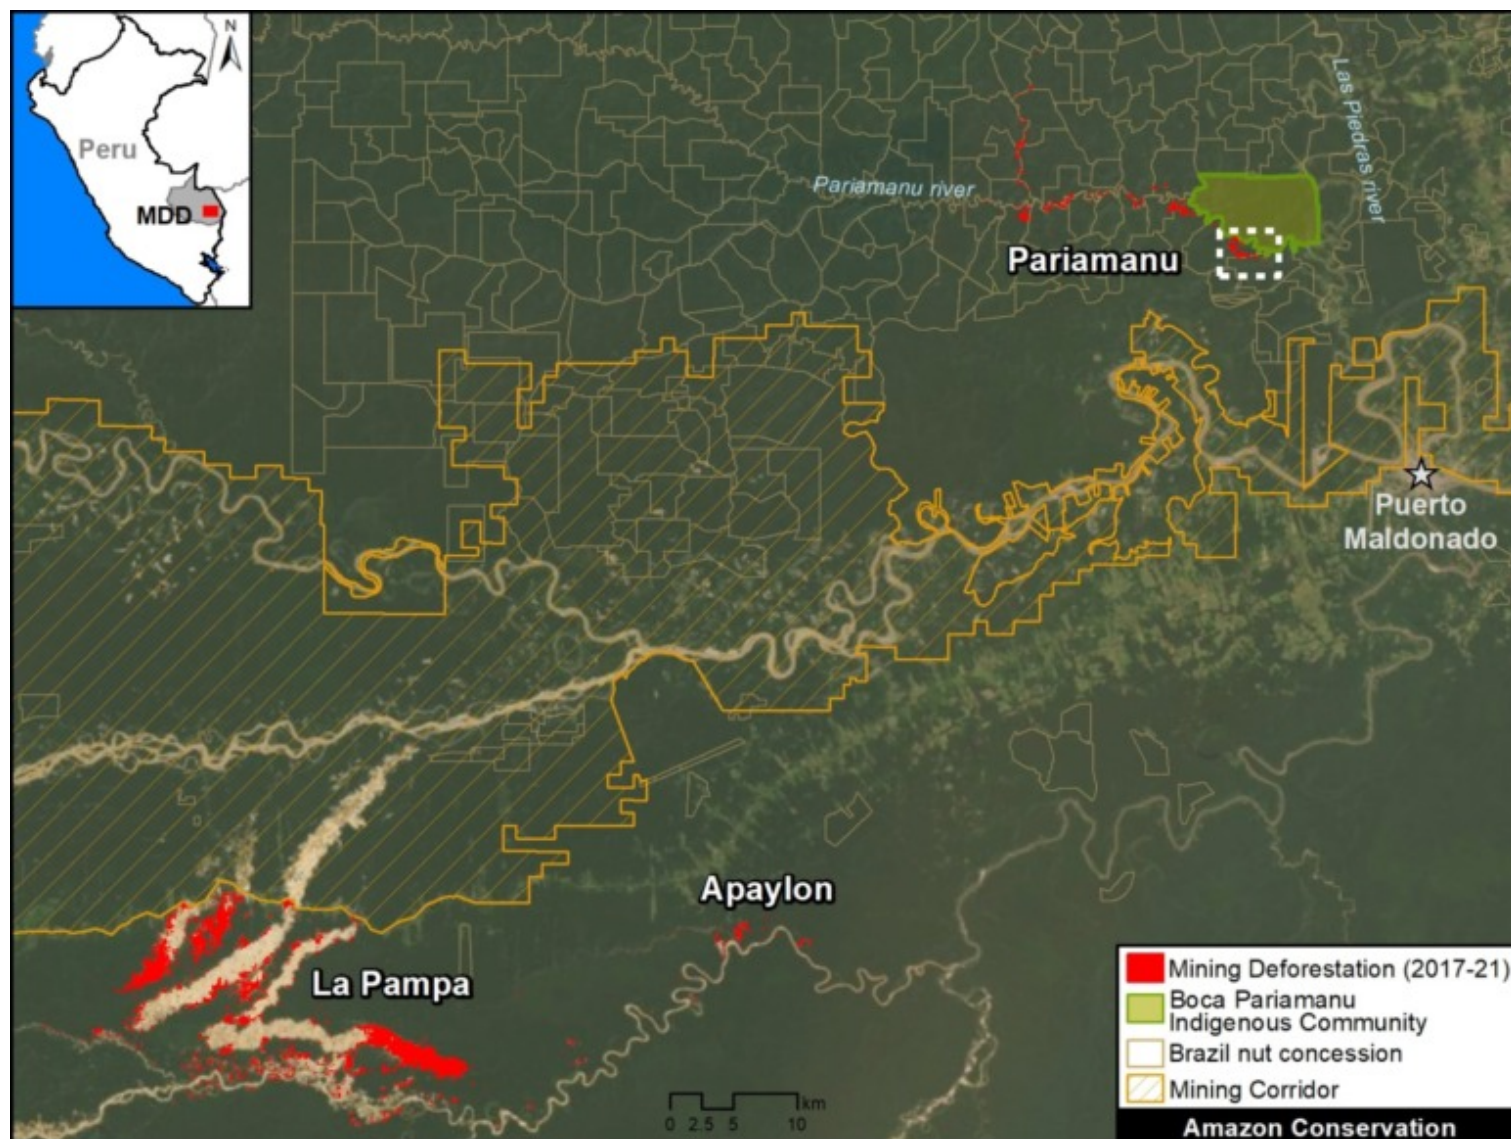 N
Peru
MDD
Pariamanu river
Las Piedras river
Pariamanu
Puerto
Maldonado
Apaylon
La Pampa
Mining Deforestation (2017-21)
Boca Pariamanu
Indigenous Community
Brazil nut concession
Mining Corridor
km
0 2.5 5 10
Amazon Conservation